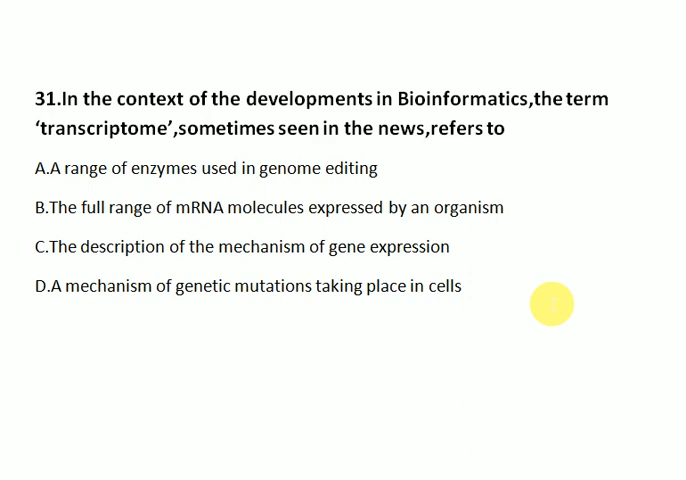 31.In the context of the developments in Bioinformatics,the term
‘transcriptome’,sometimes seen in the news,refers to
A.A range of enzymes used in genome editing
B.The full range of mRNA molecules expressed by an organism
C.The description of the mechanism of gene expression
D.A mechanism of genetic mutations taking place in cells